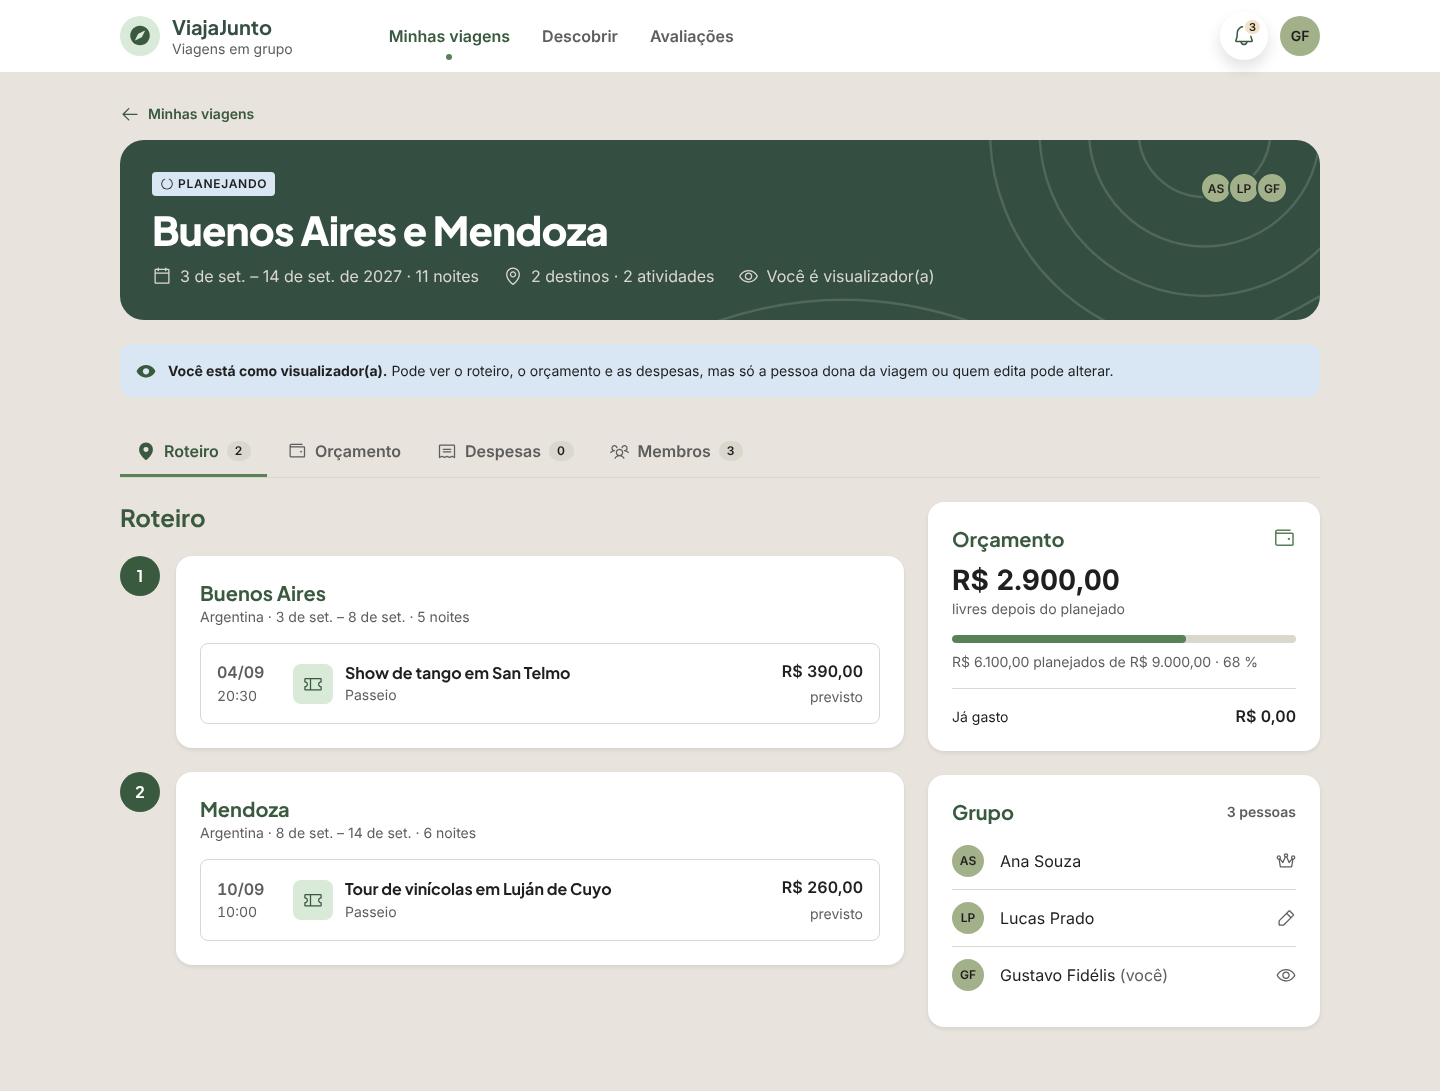 ViajaJunto
Viagens em grupo
Minhas viagens
Descobrir
Avaliações
3
GF
Minhas viagens
PLANEJANDO
AS
LP
GF
Buenos Aires e Mendoza
3 de set. – 14 de set. de 2027 · 11 noites
2 destinos · 2 atividades
Você é visualizador(a)
Você está como visualizador(a). Pode ver o roteiro, o orçamento e as despesas, mas só a pessoa dona da viagem ou quem edita pode alterar.
Roteiro 2
Orçamento
Despesas 0
Membros 3
Roteiro
1
Buenos Aires
Argentina · 3 de set. – 8 de set. · 5 noites
04/09
20:30
Show de tango em San Telmo
Passeio
R$ 390,00
previsto
2
Mendoza
Argentina · 8 de set. – 14 de set. · 6 noites
10/09
10:00
Tour de vinícolas em Luján de Cuyo
Passeio
R$ 260,00
previsto
Orçamento
R$ 2.900,00
livres depois do planejado
R$ 6.100,00 planejados de R$ 9.000,00 · 68 %
Já gasto
R$ 0,00
Grupo
3 pessoas
AS
Ana Souza
LP
Lucas Prado
GF
Gustavo Fidélis (você)